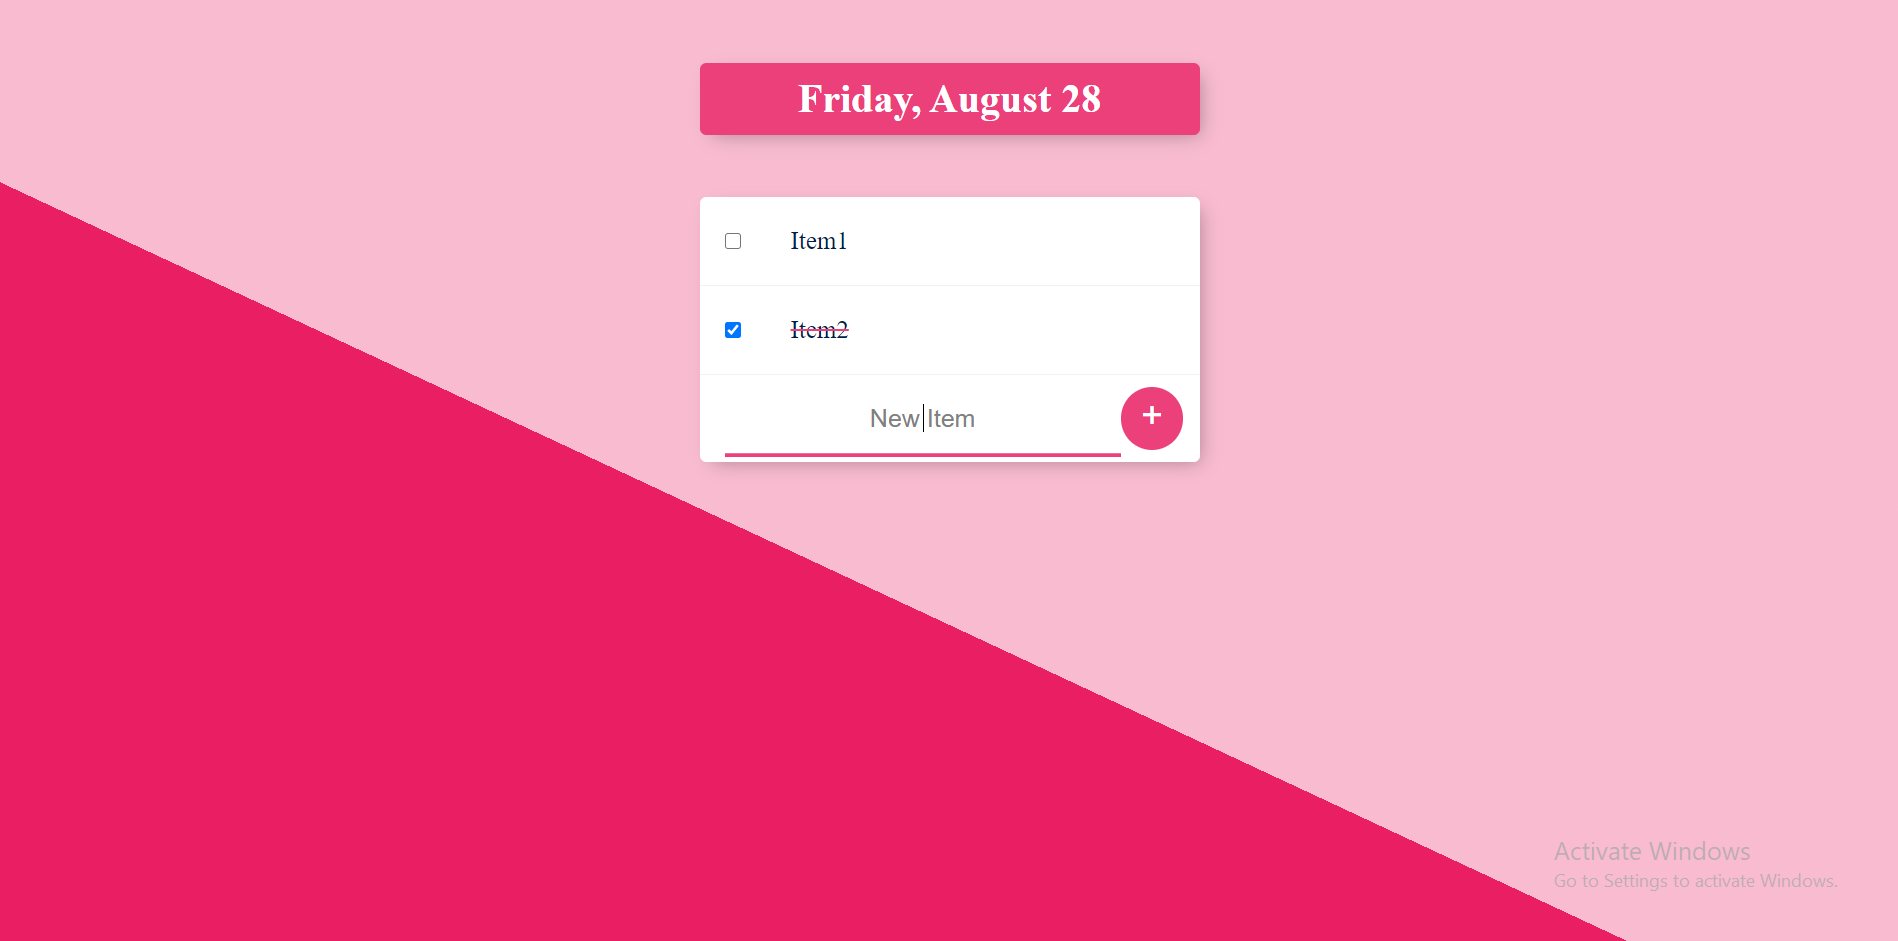 Friday, August 28
Item1
Item2
New Item
+
Activate Windows
Go to Settings to activate Windows.